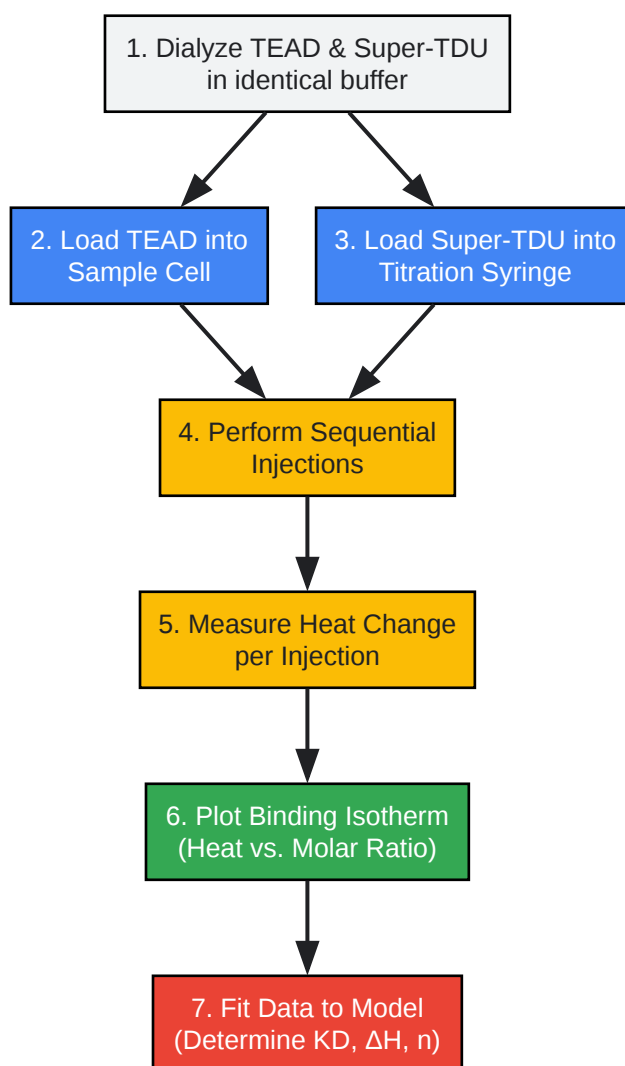 1. Dialyze TEAD & Super-TDU
in identical buffer
2. Load TEAD into
Sample Cell
3. Load Super-TDU into
Titration Syringe
4. Perform Sequential
Injections
5. Measure Heat Change
per Injection
6. Plot Binding Isotherm
(Heat vs. Molar Ratio)
7. Fit Data to Model
(Determine KD, ΔH, n)